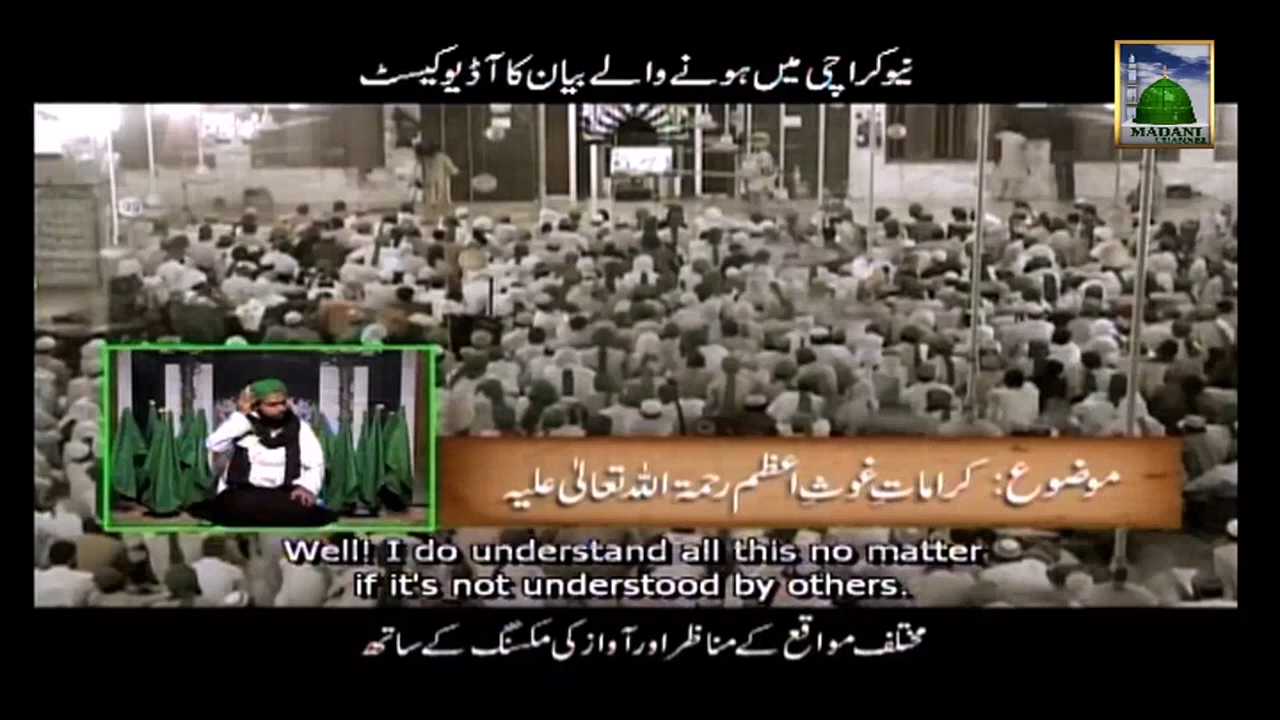 نیو کراچی میں ہونے والے بیان کا آڈیو کیسٹ
MADANI
CHANNEL
موضوع: کراماتِ غوثِ اعظم رحمۃ اللہ تعالیٰ علیہ
Well! I do understand all this no matter
if it's not understood by others.
مختلف مواقع کے مناظر اور آواز کی مکسنگ کے ساتھ